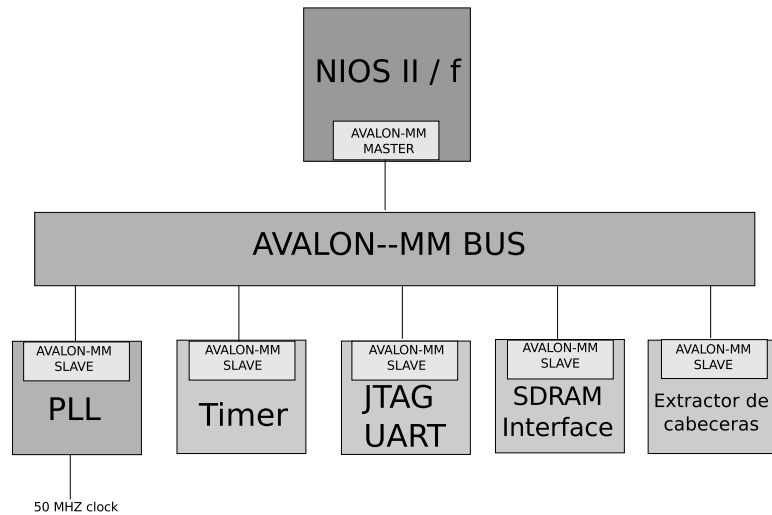 NIOS II / f
AVALON-MM
MASTER
AVALON--MM BUS
AVALON-MM
SLAVE
PLL
AVALON-MM
SLAVE
Timer
AVALON-MM
SLAVE
JTAG
UART
AVALON-MM
SLAVE
SDRAM
Interface
AVALON-MM
SLAVE
Extractor de
cabeceras
50 MHZ clock